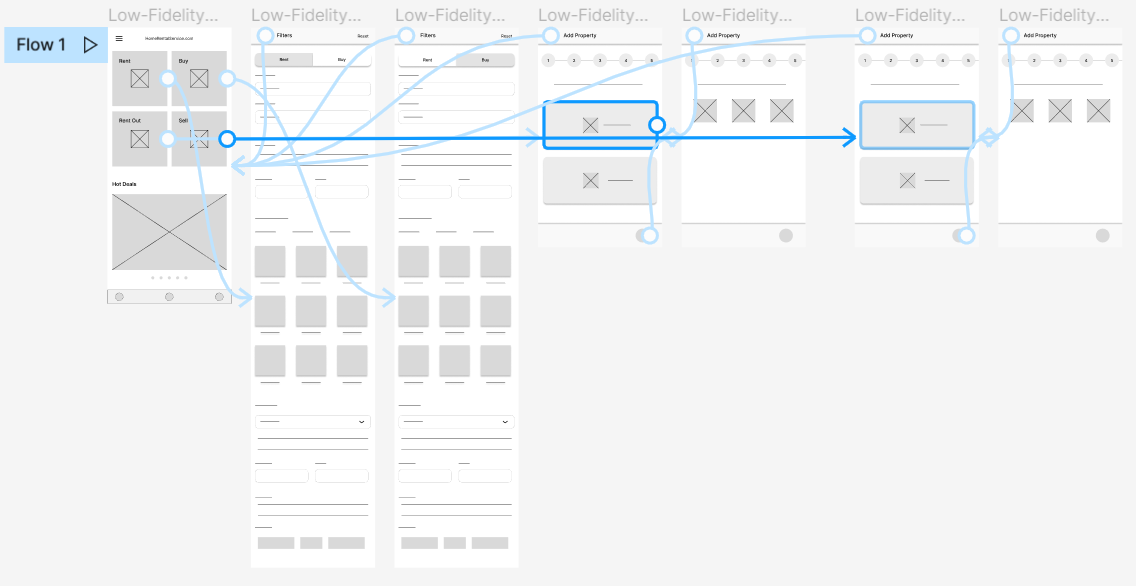 Low-Fidelity...
Low-Fidelity...
Low-Fidelity...
Low-Fidelity...
Low-Fidelity...
Low-Fidelity...
Low-Fidelity...
Flow 1
HomeRentalService.com
Rent
Buy
Rent Out
Sell
Hot Deals
Filters
Reset
Rent
Buy
Filters
Reset
Rent
Buy
Add Property
1 2 3 4 5
Add Property
1 2 3 4 5
Add Property
1 2 3 4 5
Add Property
1 2 3 4 5